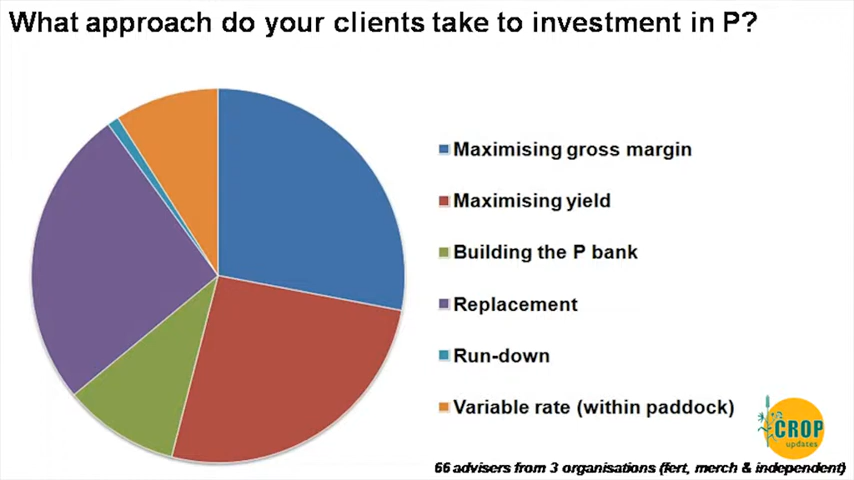 What approach do your clients take to investment in P?
Maximising gross margin
Maximising yield
Building the P bank
Replacement
Run-down
Variable rate (within paddock)
CROP
updates
66 advisers from 3 organisations (fert, merch & independent)